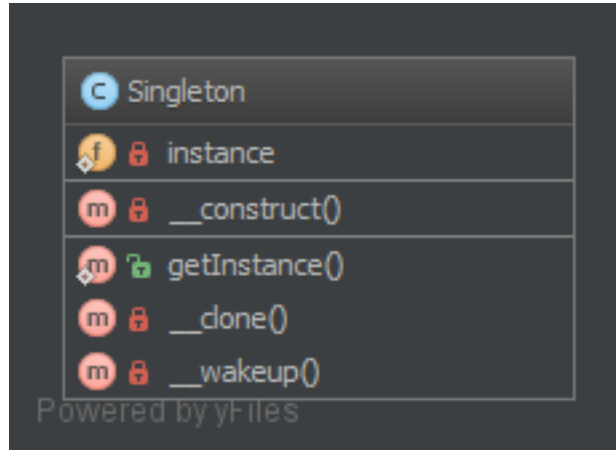 C Singleton
f instance
m __construct()
m getInstance()
m __clone()
m __wakeup()
Powered by yFiles